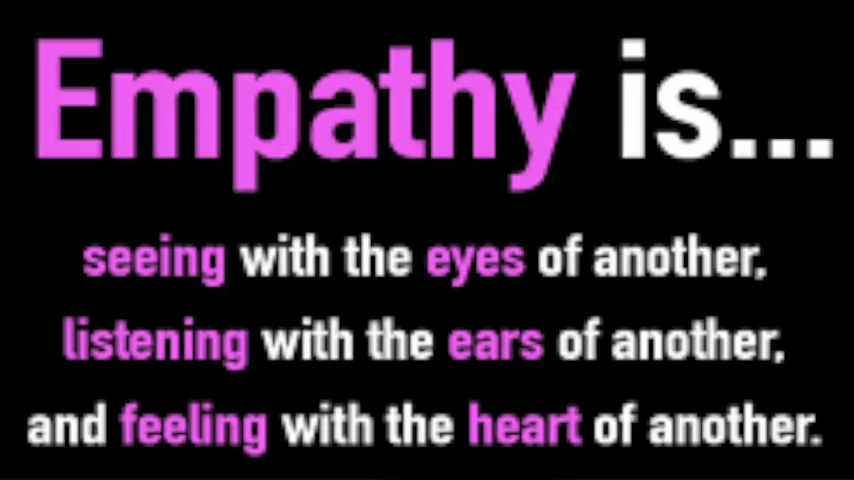 Empathy is...
seeing with the eyes of another,
listening with the ears of another,
and feeling with the heart of another.